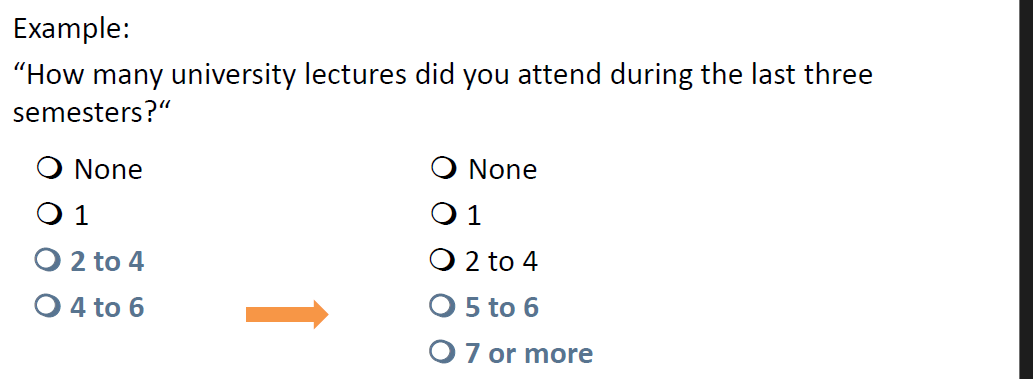 Example:
“How many university lectures did you attend during the last three
semesters?“
None
1
2 to 4
4 to 6
None
1
2 to 4
5 to 6
7 or more